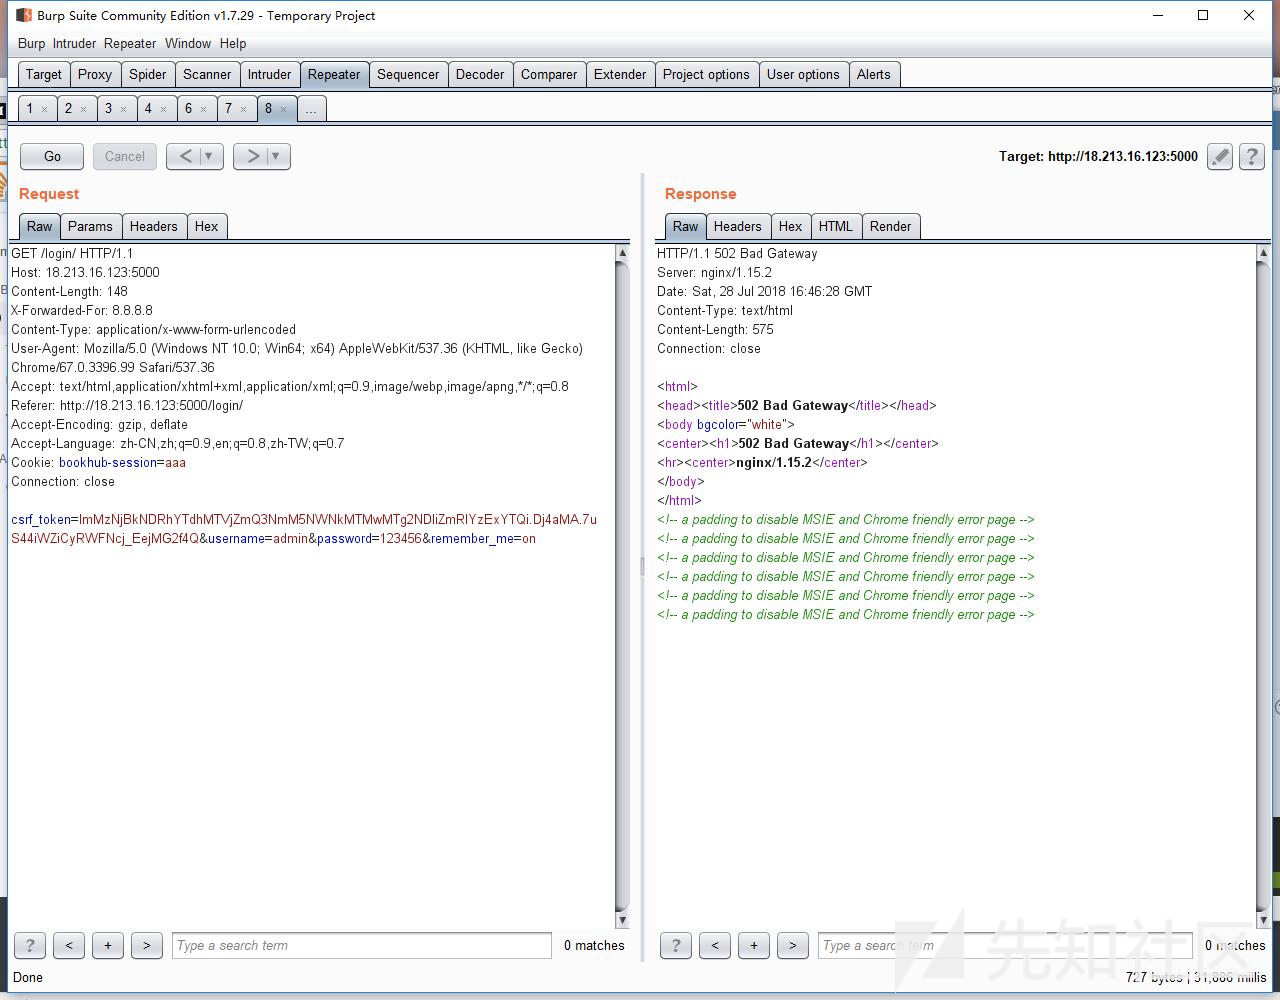 Burp Suite Community Edition v1.7.29 - Temporary Project
Burp Intruder Repeater Window Help
Target Proxy Spider Scanner Intruder Repeater Sequencer Decoder Comparer Extender Project options User options Alerts
1 × 2 × 3 × 4 × 6 × 7 × 8 × ...
Go Cancel < > Target: http://18.213.16.123:5000 ?
Request
Raw Params Headers Hex
GET /login/ HTTP/1.1
Host: 18.213.16.123:5000
Content-Length: 148
X-Forwarded-For: 8.8.8.8
Content-Type: application/x-www-form-urlencoded
User-Agent: Mozilla/5.0 (Windows NT 10.0; Win64; x64) AppleWebKit/537.36 (KHTML, like Gecko)
Chrome/67.0.3396.99 Safari/537.36
Accept: text/html,application/xhtml+xml,application/xml;q=0.9,image/webp,image/apng,*/*;q=0.8
Referer: http://18.213.16.123:5000/login/
Accept-Encoding: gzip, deflate
Accept-Language: zh-CN,zh;q=0.9,en;q=0.8,zh-TW;q=0.7
Cookie: bookhub-session=aaa
Connection: close
csrf_token=ImMzNjBkNDRhYTdhMTVjZmQ3NmM5NWNkMTMwMTg2NDliZmRlYzExYTQi.Dj4aMA.7u
S44iWZiCyRWFNcj_EejMG2f4Q&username=admin&password=123456&remember_me=on
? < + > Type a search term 0 matches
Response
Raw Headers Hex HTML Render
HTTP/1.1 502 Bad Gateway
Server: nginx/1.15.2
Date: Sat, 28 Jul 2018 16:46:28 GMT
Content-Type: text/html
Content-Length: 575
Connection: close
<html>
<head><title>502 Bad Gateway</title></head>
<body bgcolor="white">
<center><h1>502 Bad Gateway</h1></center>
<hr><center>nginx/1.15.2</center>
</body>
</html>
<!-- a padding to disable MSIE and Chrome friendly error page -->
<!-- a padding to disable MSIE and Chrome friendly error page -->
<!-- a padding to disable MSIE and Chrome friendly error page -->
<!-- a padding to disable MSIE and Chrome friendly error page -->
<!-- a padding to disable MSIE and Chrome friendly error page -->
<!-- a padding to disable MSIE and Chrome friendly error page -->
? < + > Type a search term 0 matches
先知社区
Done
727 bytes | 31,886 millis